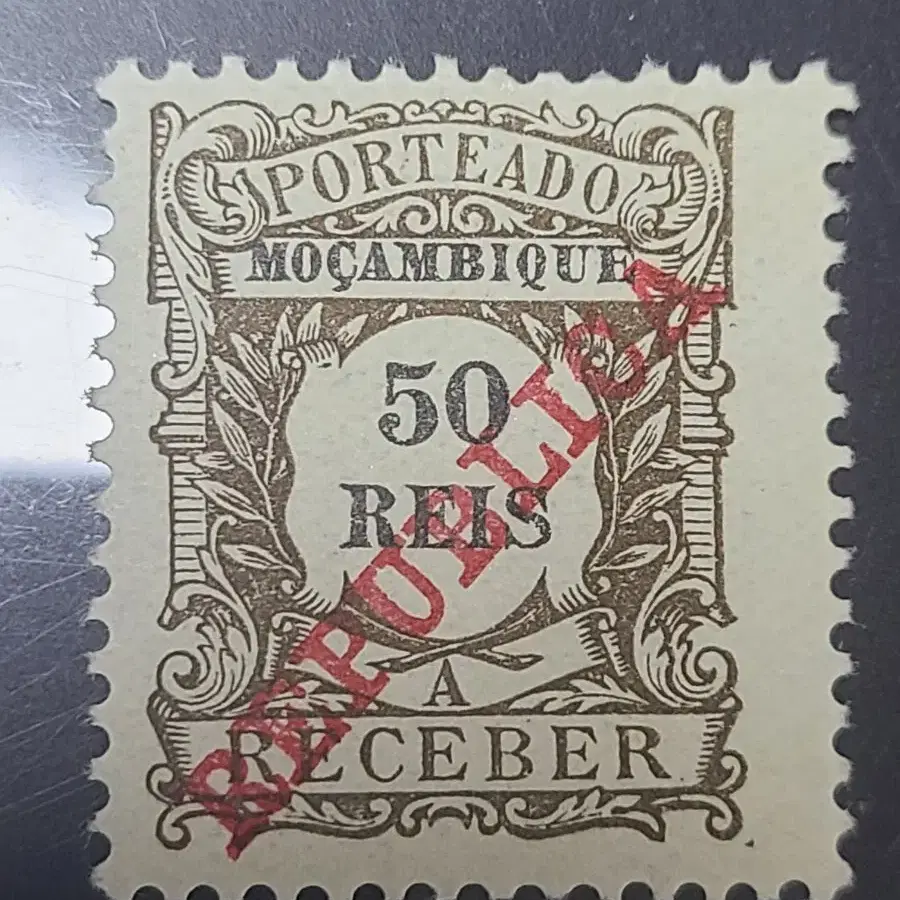 PORTEADO
MOÇAMBIQUE
50
REIS
REPUBLICA
A
RECEBER